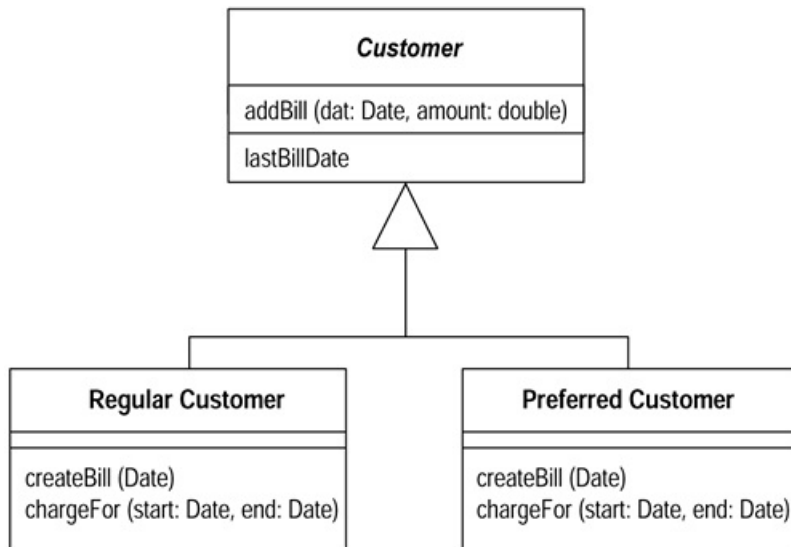 Customer
addBill (dat: Date, amount: double)
lastBillDate
Regular Customer
createBill (Date)
chargeFor (start: Date, end: Date)
Preferred Customer
createBill (Date)
chargeFor (start: Date, end: Date)